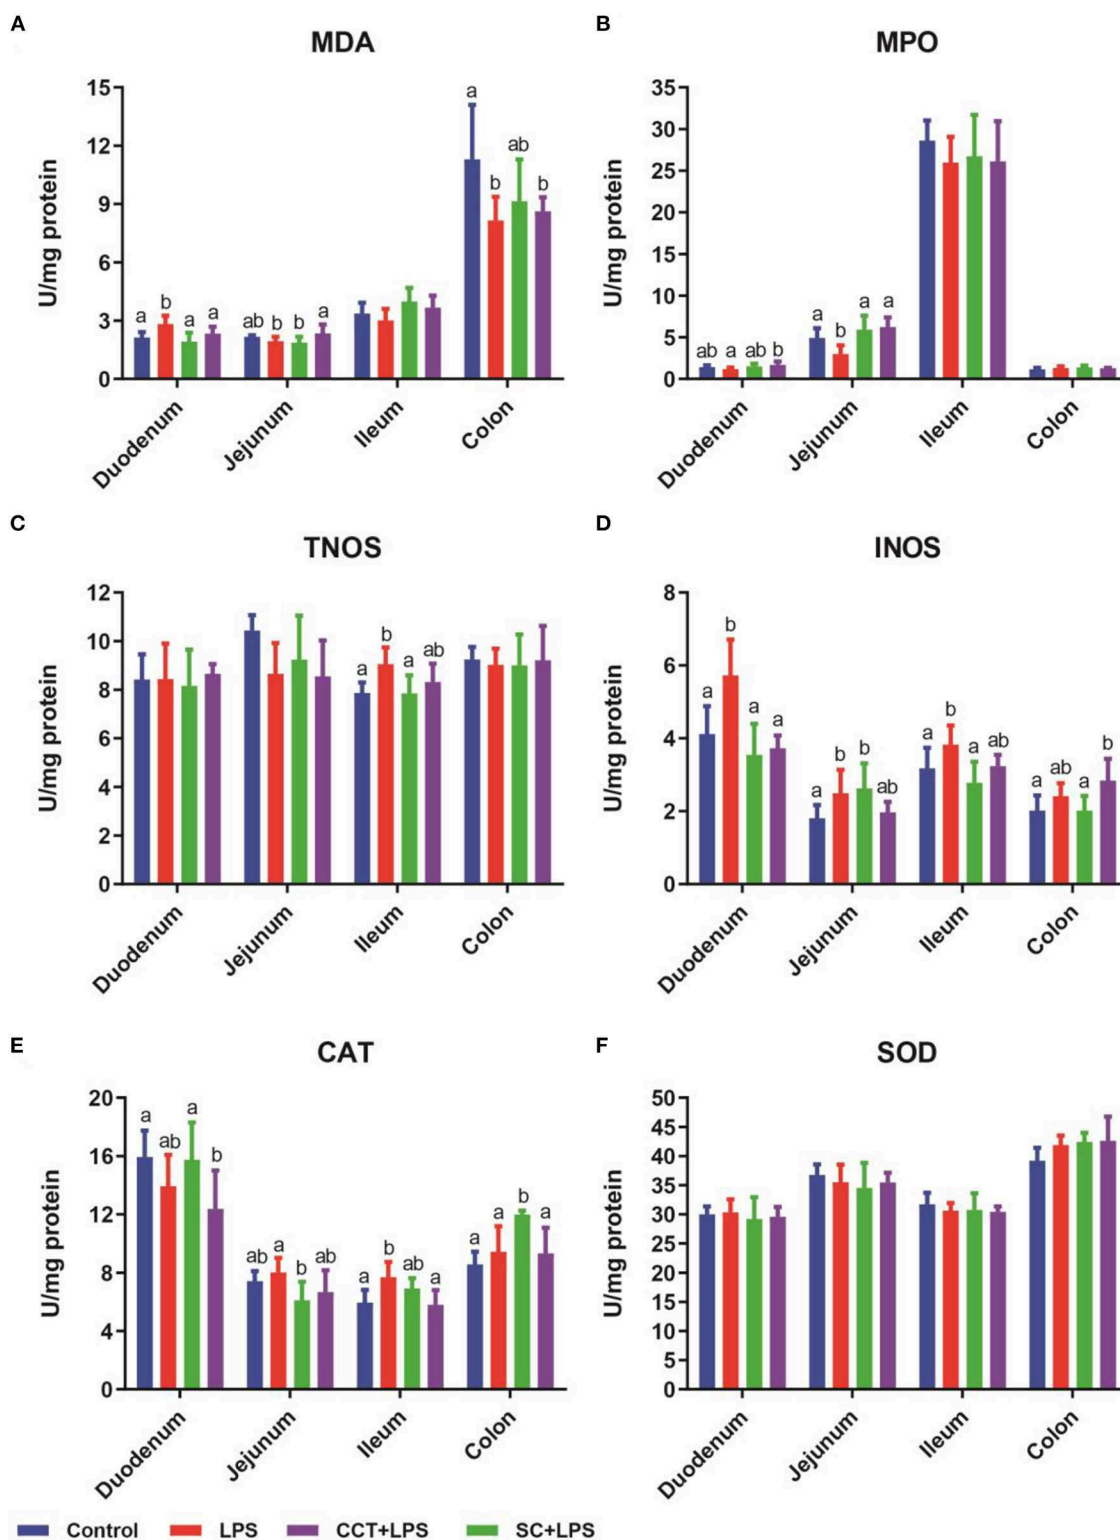 A
MDA
U/mg protein
15
12
9
6
3
0
a b a a
ab b b a
a b ab b
Duodenum Jejunum Ileum Colon
B
MPO
U/mg protein
35
30
25
20
15
10
5
0
ab a ab b
a b a a
Duodenum Jejunum Ileum Colon
C
TNOS
U/mg protein
12
10
8
6
4
2
0
a b a ab
Duodenum Jejunum Ileum Colon
D
INOS
U/mg protein
8
6
4
2
0
a b a a
a b b ab
a b a ab
a ab a b
Duodenum Jejunum Ileum Colon
E
CAT
U/mg protein
20
16
12
8
4
0
a ab a b
ab a b ab
a b ab a
a a b a
Duodenum Jejunum Ileum Colon
F
SOD
U/mg protein
50
45
40
35
30
25
20
15
10
5
0
Duodenum Jejunum Ileum Colon
Control LPS CCT+LPS SC+LPS